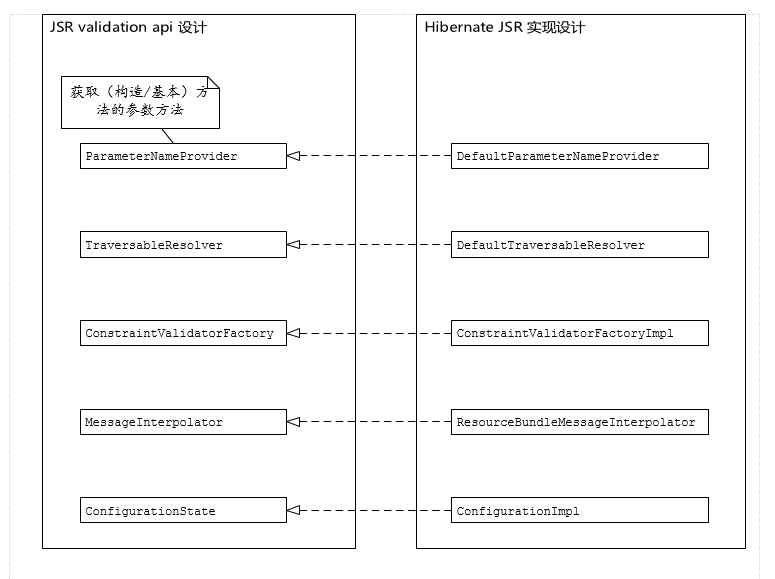 JSR validation api 设计
获取（构造/基本）方
法的参数方法
ParameterNameProvider
TraversableResolver
ConstraintValidatorFactory
MessageInterpolator
ConfigurationState
Hibernate JSR 实现设计
DefaultParameterNameProvider
DefaultTraversableResolver
ConstraintValidatorFactoryImpl
ResourceBundleMessageInterpolator
ConfigurationImpl